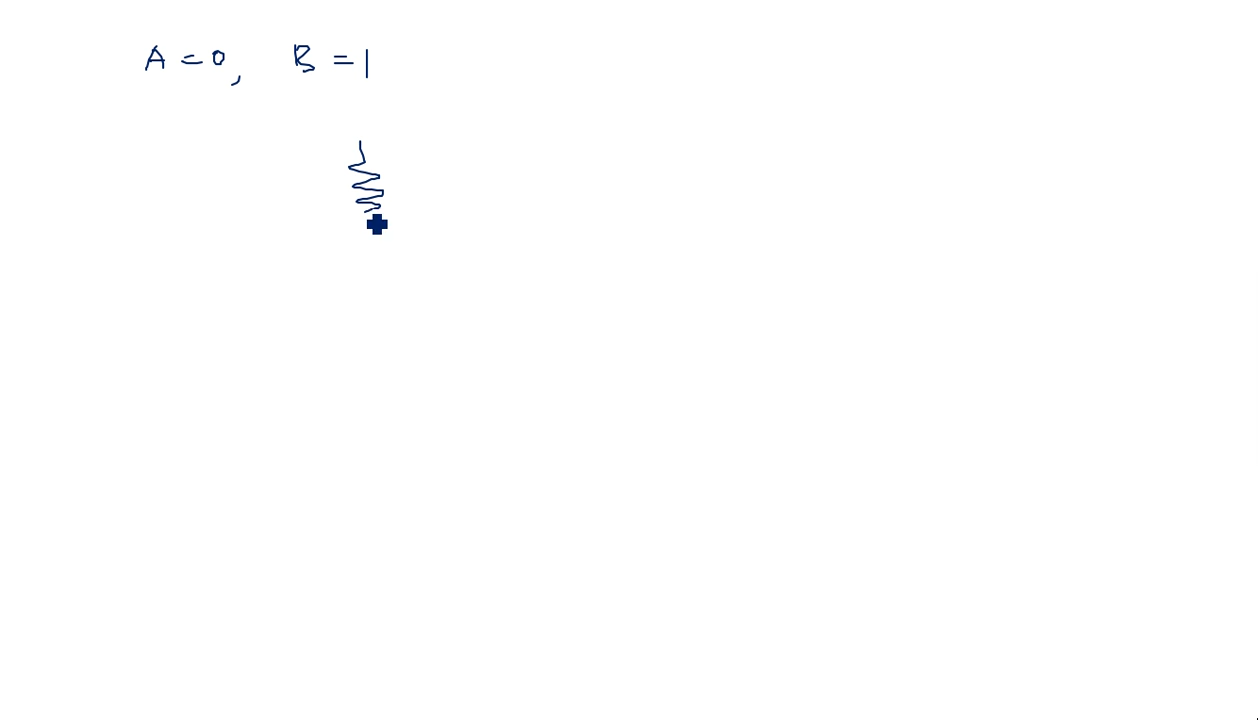 A = 0, B = 1